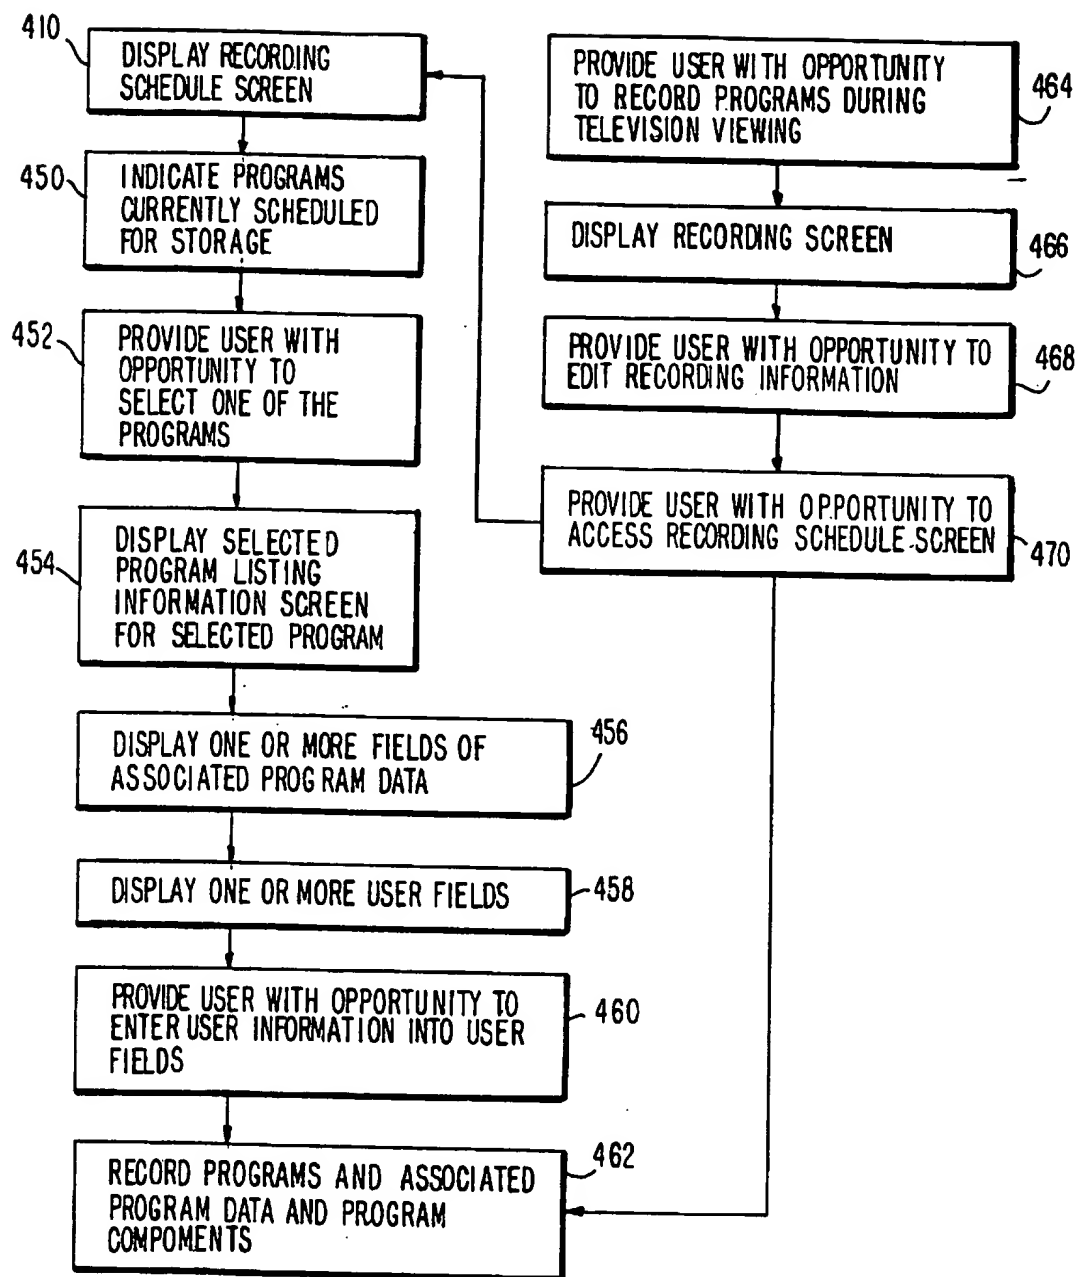 410
DISPLAY RECORDING
SCHEDULE SCREEN
450
INDICATE PROGRAMS
CURRENTLY SCHEDULED
FOR STORAGE
452
PROVIDE USER WITH
OPPORTUNITY TO
SELECT ONE OF THE
PROGRAMS
454
DISPLAY SELECTED
PROGRAM LISTING
INFORMATION SCREEN
FOR SELECTED PROGRAM
456
DISPLAY ONE OR MORE FIELDS OF
ASSOCIATED PROGRAM DATA
DISPLAY ONE OR MORE USER FIELDS
458
PROVIDE USER WITH OPPORTUNITY TO
ENTER USER INFORMATION INTO USER
FIELDS
460
RECORD PROGRAMS AND ASSOCIATED
PROGRAM DATA AND PROGRAM
COMPOMENTS
462
PROVIDE USER WITH OPPORTUNITY
TO RECORD PROGRAMS DURING
TELEVISION VIEWING
464
DISPLAY RECORDING SCREEN
466
PROVIDE USER WITH OPPORTUNITY TO
EDIT RECORDING INFORMATION
468
PROVIDE USER WITH OPPORTUNITY TO
ACCESS RECORDING SCHEDULE SCREEN
470